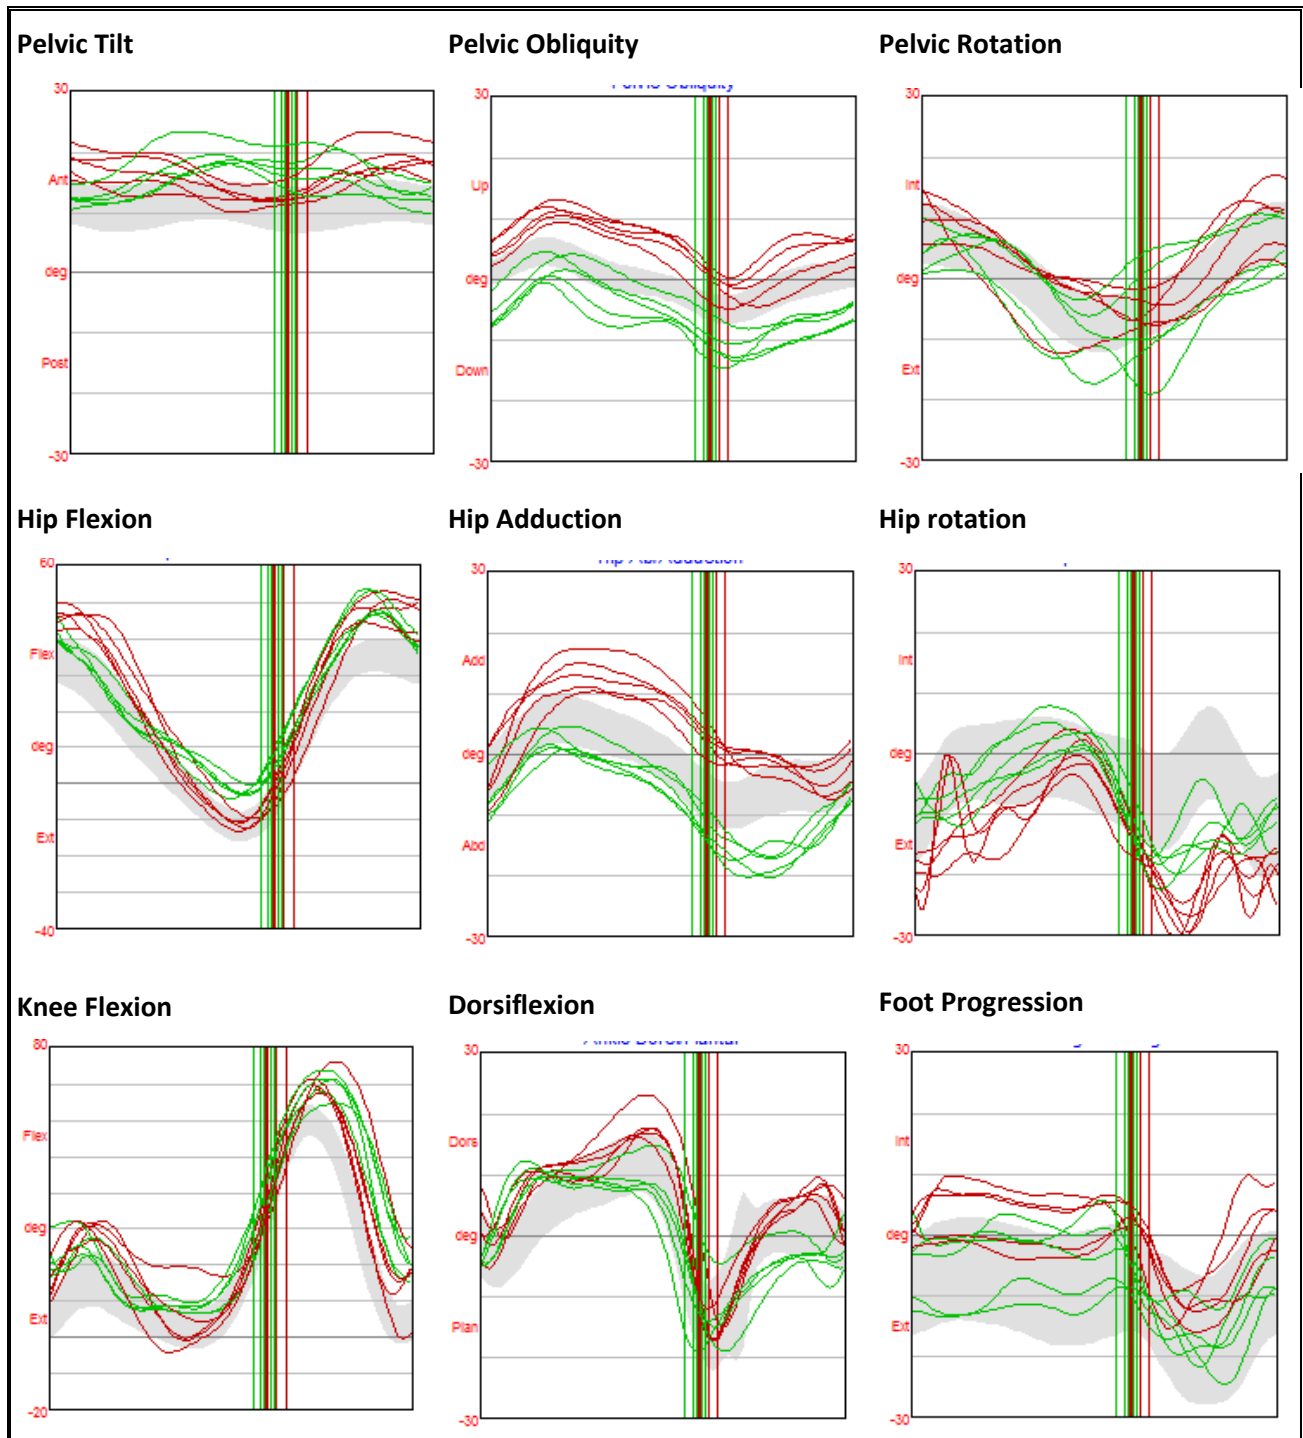 Pelvic Tilt
Pelvic Obliquity
Pelvic Rotation
30
Ant
deg
Post
-30
Pelvic Obliquity
30
Up
deg
Down
-30
30
Int
deg
Ext
-30
Hip Flexion
Hip Adduction
Hip rotation
60
Flex
deg
Ext
-40
30
Add
deg
Abd
-30
30
Int
deg
Ext
-30
Knee Flexion
Dorsiflexion
Foot Progression
80
Flex
deg
Ext
-20
30
Dors
deg
Plan
-30
30
Int
deg
Ext
-30